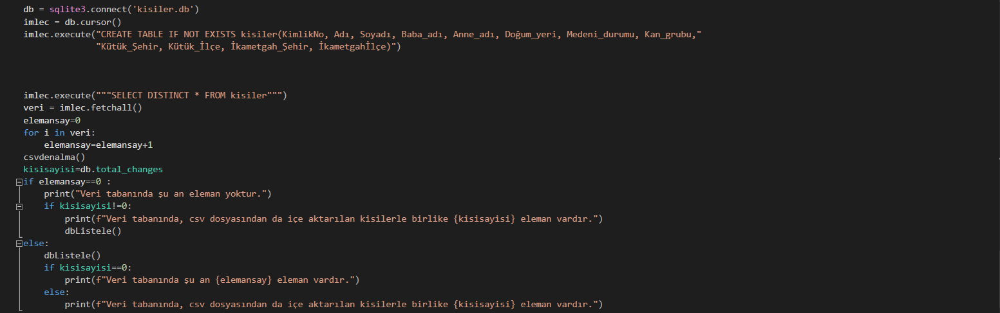 db = sqlite3.connect('kisiler.db')
imlec = db.cursor()
imlec.execute("CREATE TABLE IF NOT EXISTS kisiler(KimlikNo, Adı, Soyadı, Baba_adı, Anne_adı, Doğum_yeri, Medeni_durumu, Kan_grubu,"
"Kütük_Şehir, Kütük_İlçe, İkametgah_Şehir, İkametgahİlçe)")
imlec.execute("""SELECT DISTINCT * FROM kisiler""")
veri = imlec.fetchall()
elemansay=0
for i in veri:
elemansay=elemansay+1
csvdenalma()
kisisayisi=db.total_changes
if elemansay==0 :
print("Veri tabanında şu an eleman yoktur.")
if kisisayisi!=0:
print(f"Veri tabanında, csv dosyasından da içe aktarılan kisilerle birlike {kisisayisi} eleman vardır.")
dbListele()
else:
dbListele()
if kisisayisi==0:
print(f"Veri tabanında şu an {elemansay} eleman vardır.")
else:
print(f"Veri tabanında, csv dosyasından da içe aktarılan kisilerle birlike {kisisayisi} eleman vardır.")